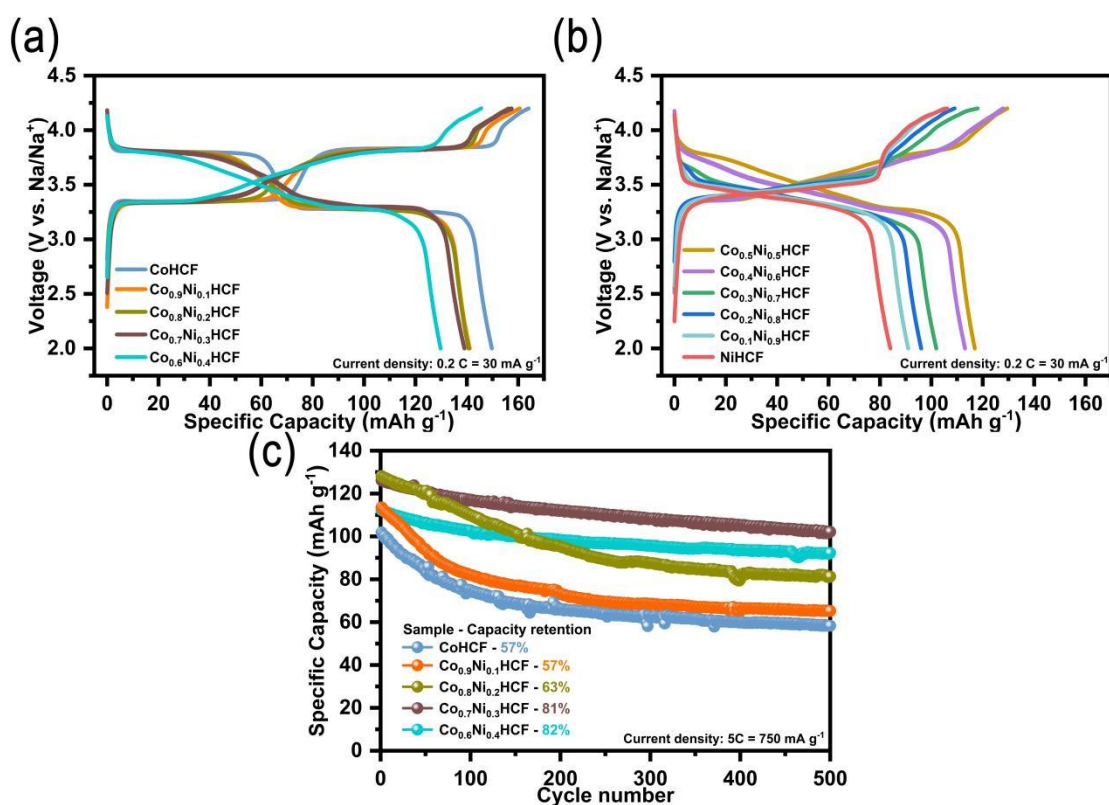 (a)
4.5
4.0
3.5
3.0
2.5
2.0
Voltage (V vs. Na/Na⁺)
CoHCF
Co₀.₉Ni₀.₁HCF
Co₀.₈Ni₀.₂HCF
Co₀.₇Ni₀.₃HCF
Co₀.₆Ni₀.₄HCF
Current density: 0.2 C = 30 mA g⁻¹
0 20 40 60 80 100 120 140 160
Specific Capacity (mAh g⁻¹)
(b)
4.5
4.0
3.5
3.0
2.5
2.0
Voltage (V vs. Na/Na⁺)
Co₀.₅Ni₀.₅HCF
Co₀.₄Ni₀.₆HCF
Co₀.₃Ni₀.₇HCF
Co₀.₂Ni₀.₈HCF
Co₀.₁Ni₀.₉HCF
NiHCF
Current density: 0.2 C = 30 mA g⁻¹
0 20 40 60 80 100 120 140 160
Specific Capacity (mAh g⁻¹)
(c)
140
120
100
80
60
40
20
0
Specific Capacity (mAh g⁻¹)
Sample - Capacity retention
CoHCF - 57%
Co₀.₉Ni₀.₁HCF - 57%
Co₀.₈Ni₀.₂HCF - 63%
Co₀.₇Ni₀.₃HCF - 81%
Co₀.₆Ni₀.₄HCF - 82%
Current density: 5C = 750 mA g⁻¹
0 100 200 300 400 500
Cycle number